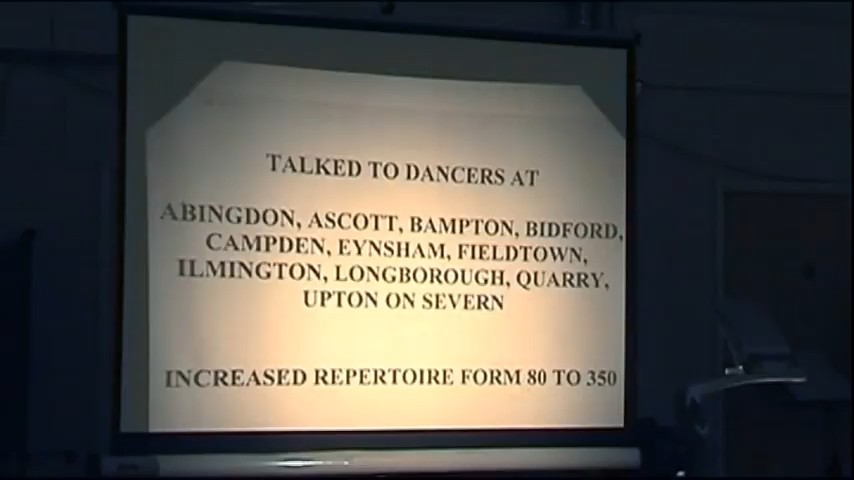 TALKED TO DANCERS AT
ABINGDON, ASCOTT, BAMPTON, BIDFORD,
CAMPDEN, EYNSHAM, FIELDTOWN,
ILMINGTON, LONGBOROUGH, QUARRY,
UPTON ON SEVERN
INCREASED REPERTOIRE FORM 80 TO 350